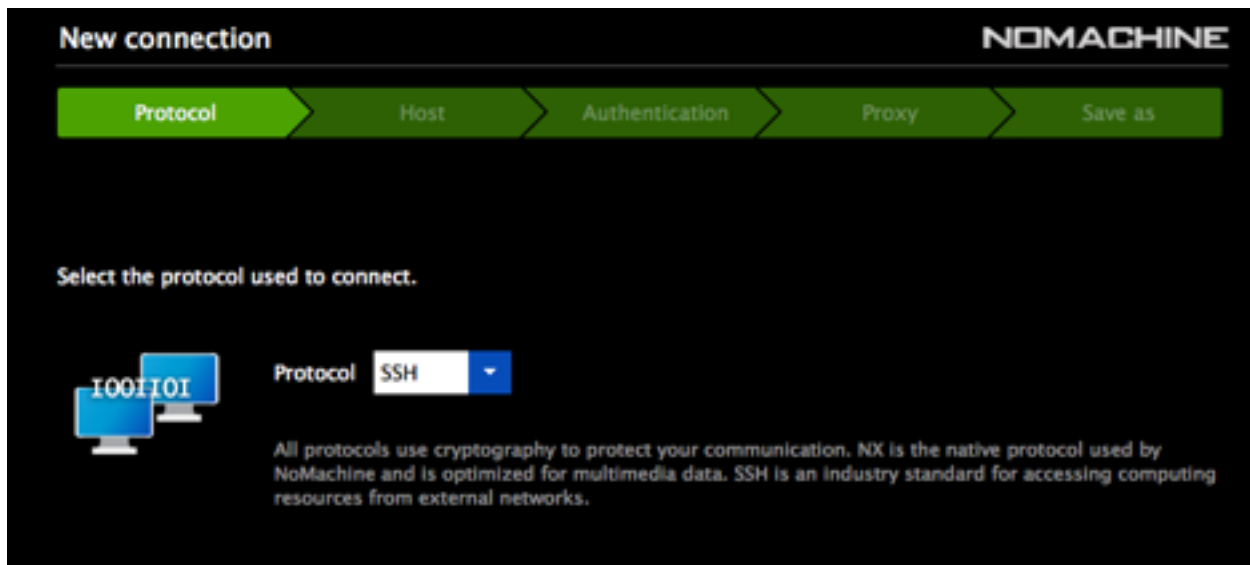 New connection
NOMACHINE
Protocol
Host
Authentication
Proxy
Save as
Select the protocol used to connect.
IOOIIOI
Protocol SSH
All protocols use cryptography to protect your communication. NX is the native protocol used by
NoMachine and is optimized for multimedia data. SSH is an industry standard for accessing computing
resources from external networks.